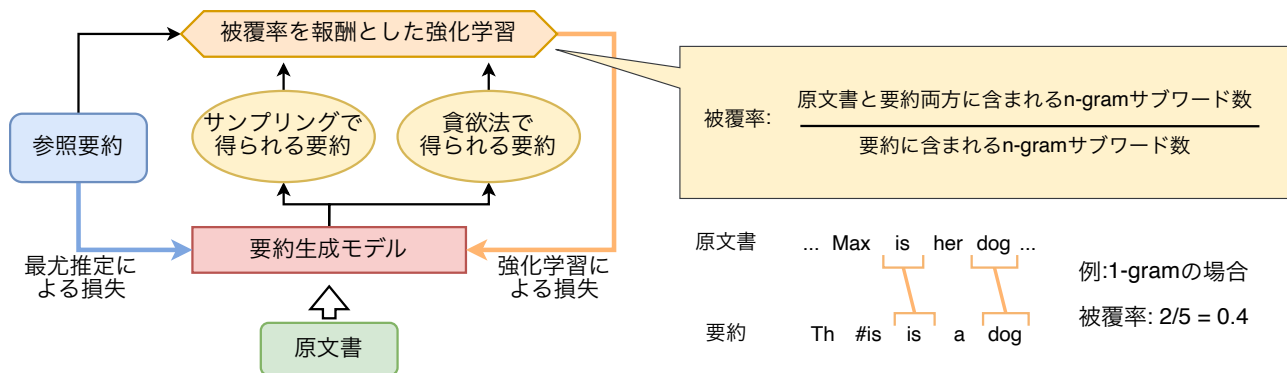 被覆率を報酬とした強化学習
サンプリングで
得られる要約
貪欲法で
得られる要約
参照要約
要約生成モデル
最尤推定に
よる損失
強化学習に
よる損失
原文書
被覆率:
原文書と要約両方に含まれるn-gramサブワード数
要約に含まれるn-gramサブワード数
原文書 ... Max is her dog ...
例:1-gramの場合
被覆率: 2/5 = 0.4
要約 Th #is is a dog